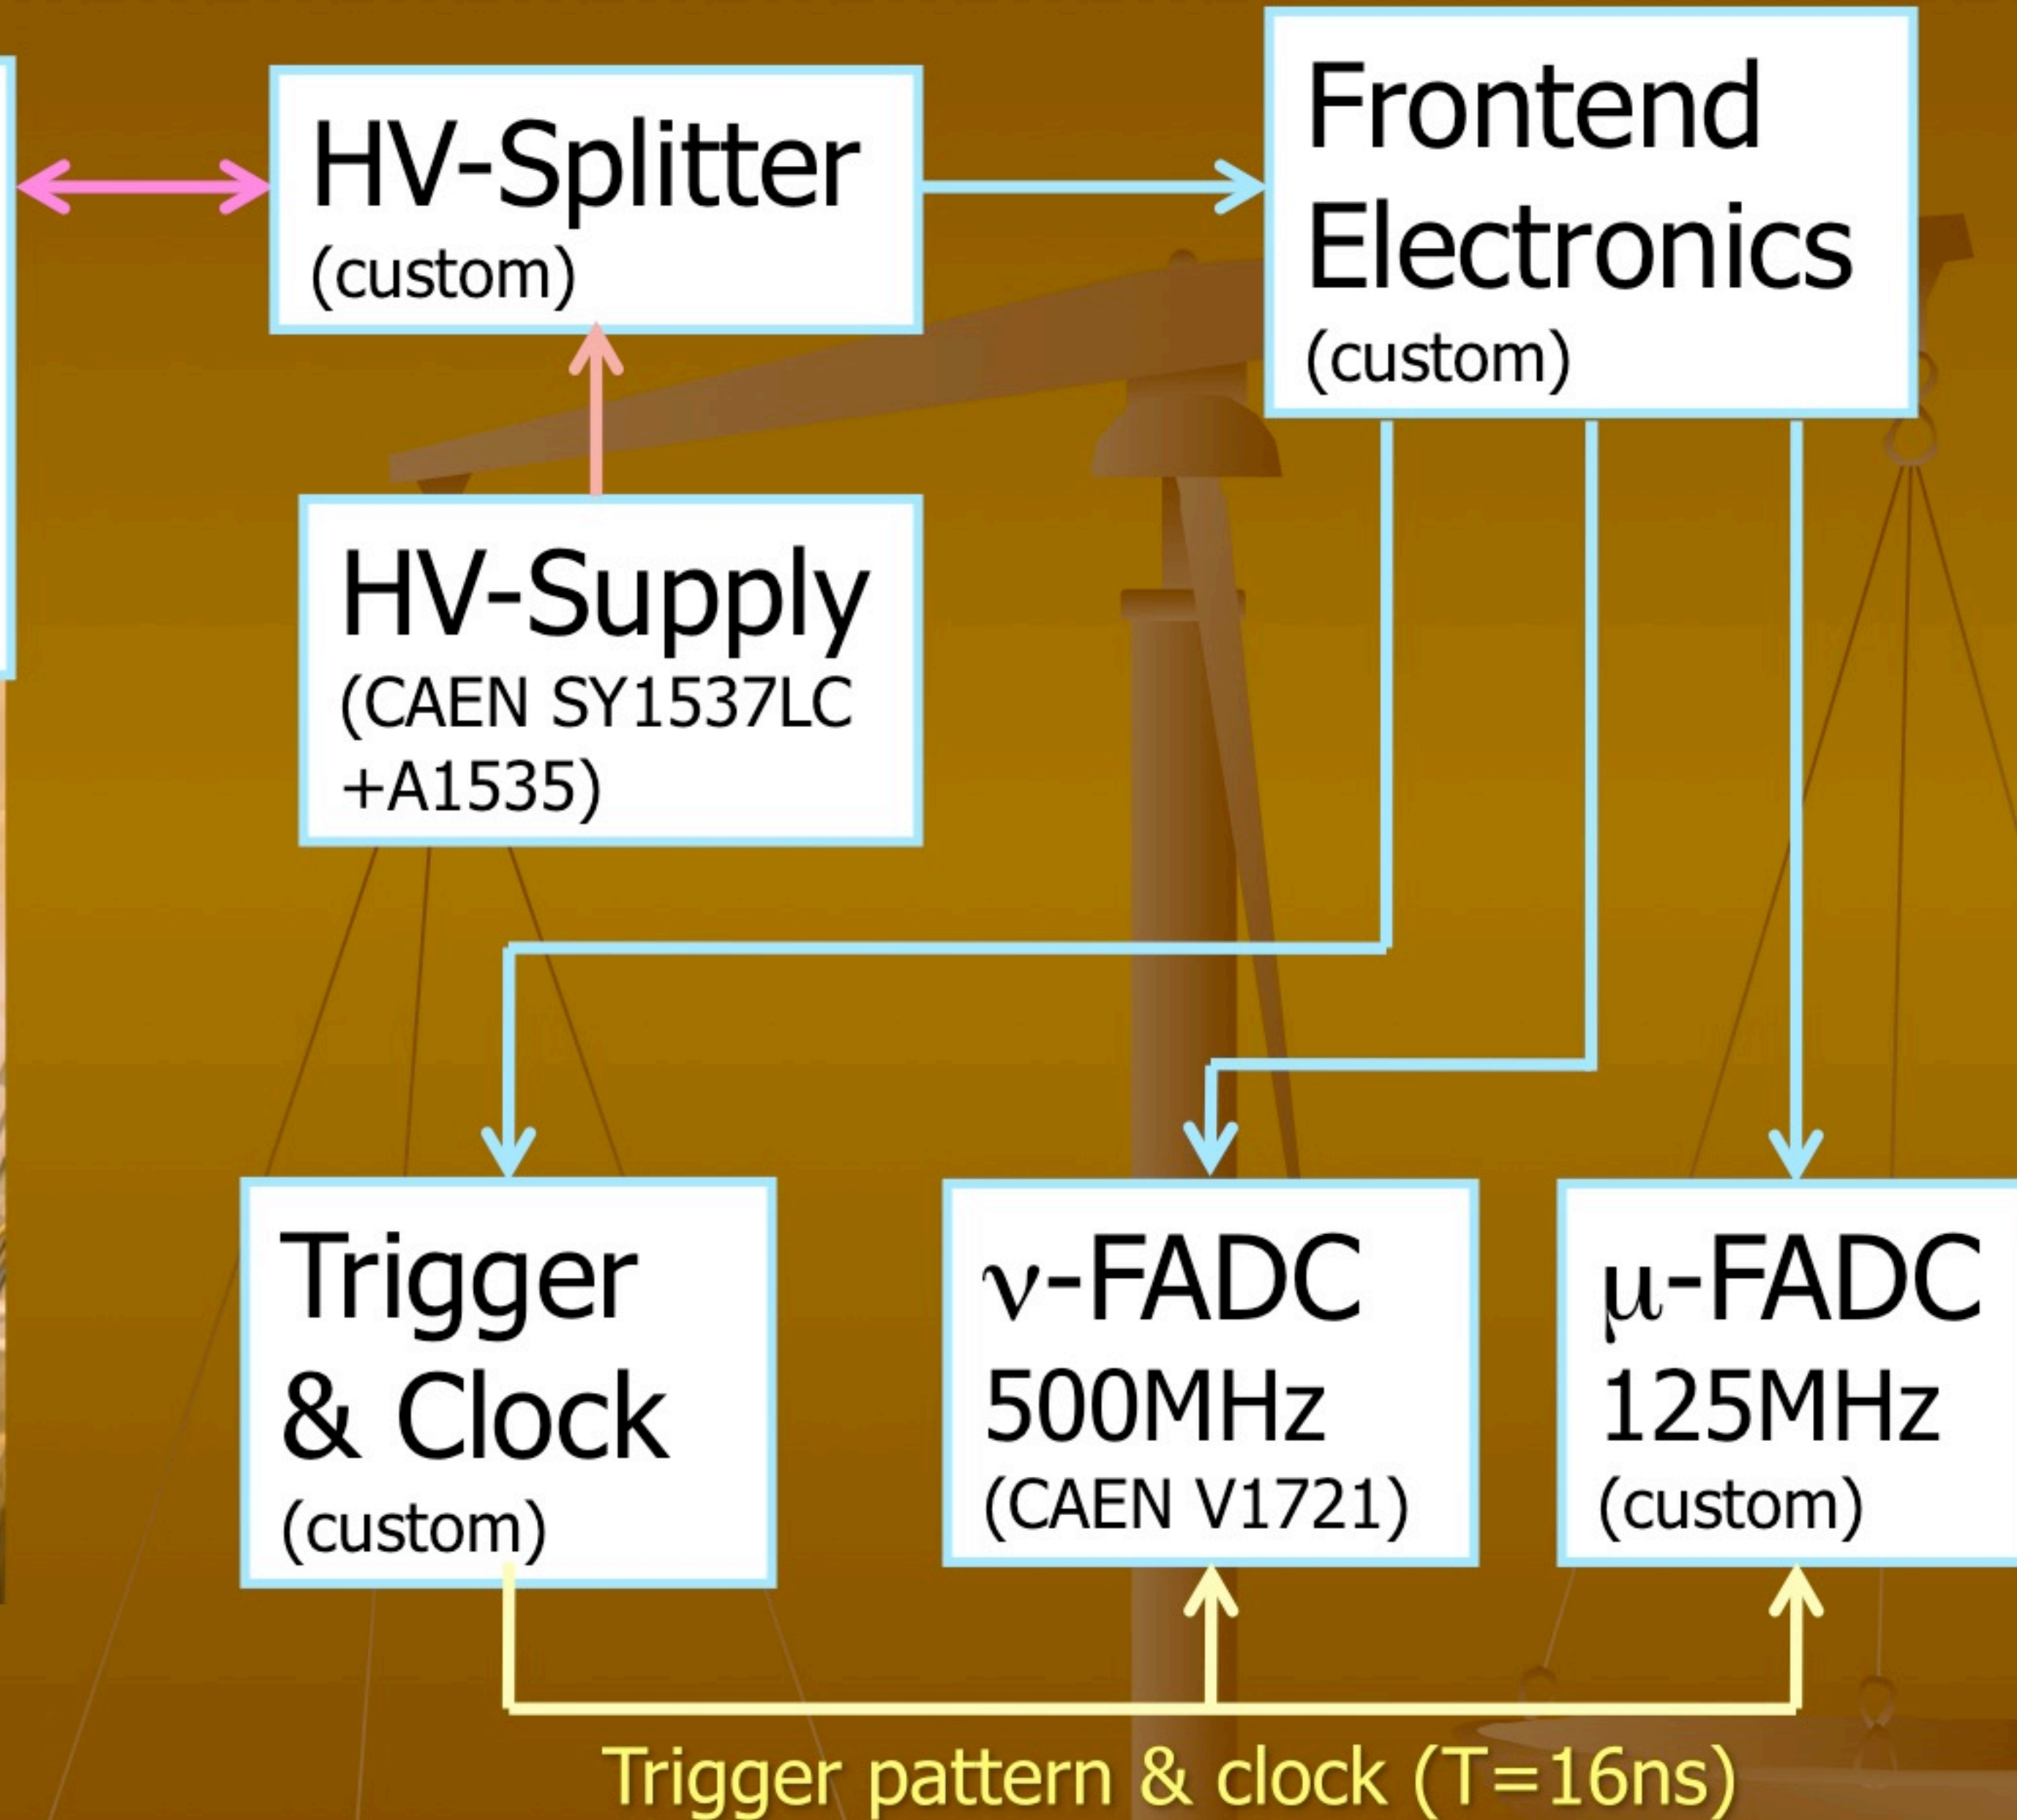 HV-Splitter
(custom)
Frontend
Electronics
(custom)
HV-Supply
(CAEN SY1537LC
+A1535)
Trigger
& Clock
(custom)
ν-FADC
500MHz
(CAEN V1721)
μ-FADC
125MHz
(custom)
Trigger pattern & clock (T=16ns)